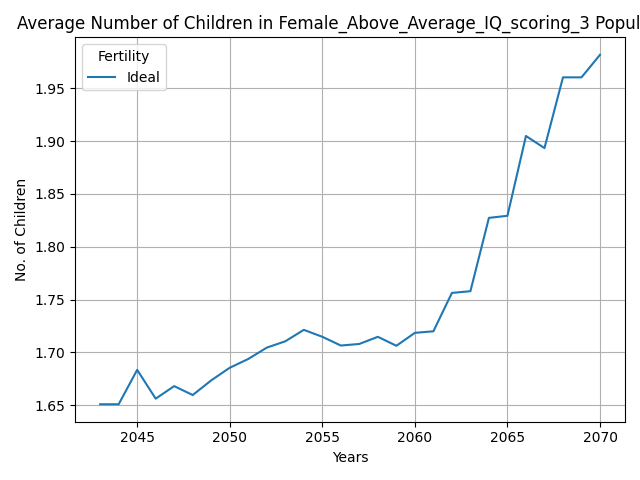 Average Number of Children in Female_Above_Average_IQ_scoring_3 Popul
Fertility
Ideal
No. of Children
1.95
1.90
1.85
1.80
1.75
1.70
1.65
2045 2050 2055 2060 2065 2070
Years